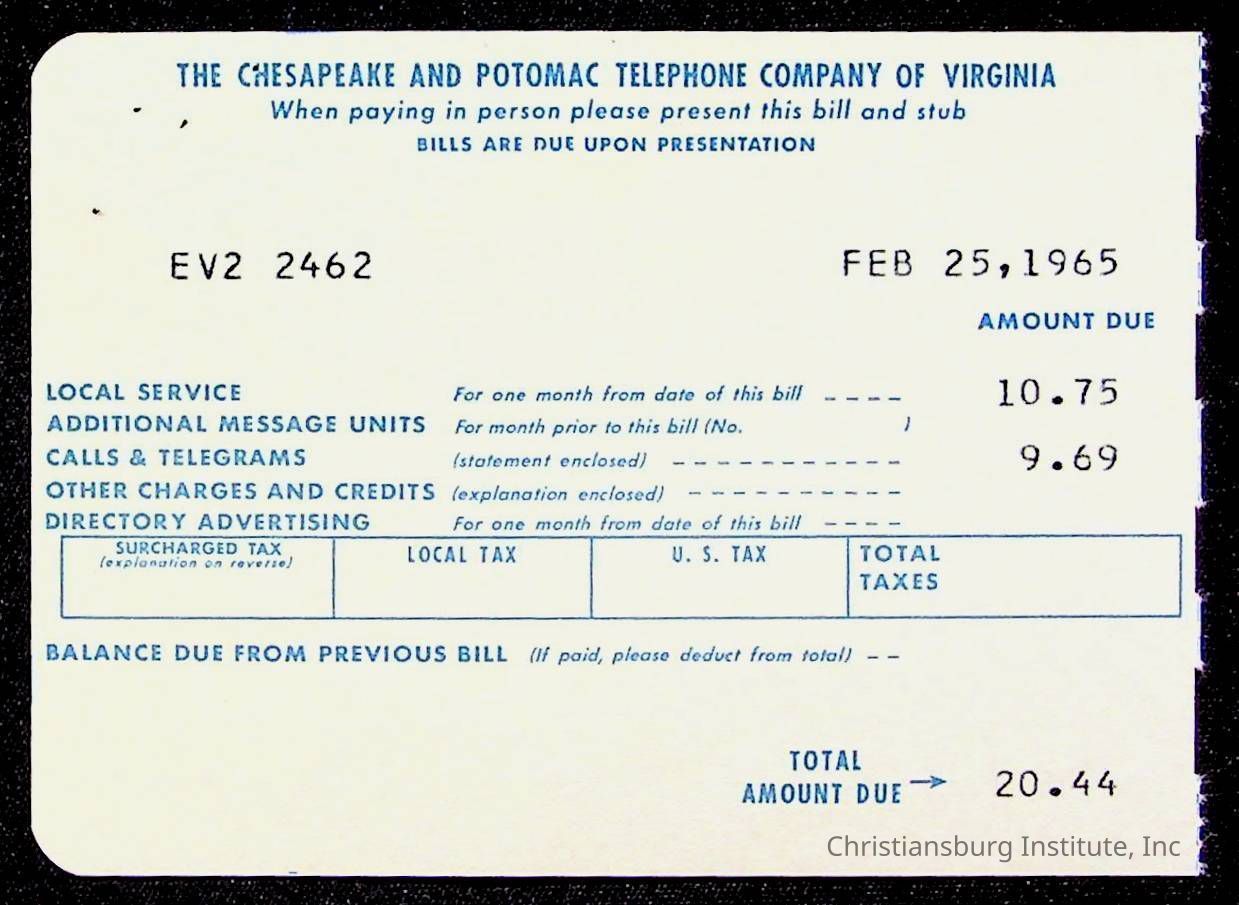 THE CHESAPEAKE AND POTOMAC TELEPHONE COMPANY OF VIRGINIA
When paying in person please present this bill and stub
BILLS ARE DUE UPON PRESENTATION
EV2 2462 FEB 25,1965
AMOUNT DUE
LOCAL SERVICE For one month from date of this bill ---- 10.75
ADDITIONAL MESSAGE UNITS For month prior to this bill (No. )
CALLS & TELEGRAMS (statement enclosed) ----------- 9.69
OTHER CHARGES AND CREDITS (explanation enclosed) ----------
DIRECTORY ADVERTISING For one month from date of this bill ----
SURCHARGED TAX LOCAL TAX U. S. TAX TOTAL
(explanation on reverse) TAXES
BALANCE DUE FROM PREVIOUS BILL (If paid, please deduct from total) --
TOTAL
AMOUNT DUE → 20.44
Christiansburg Institute, Inc